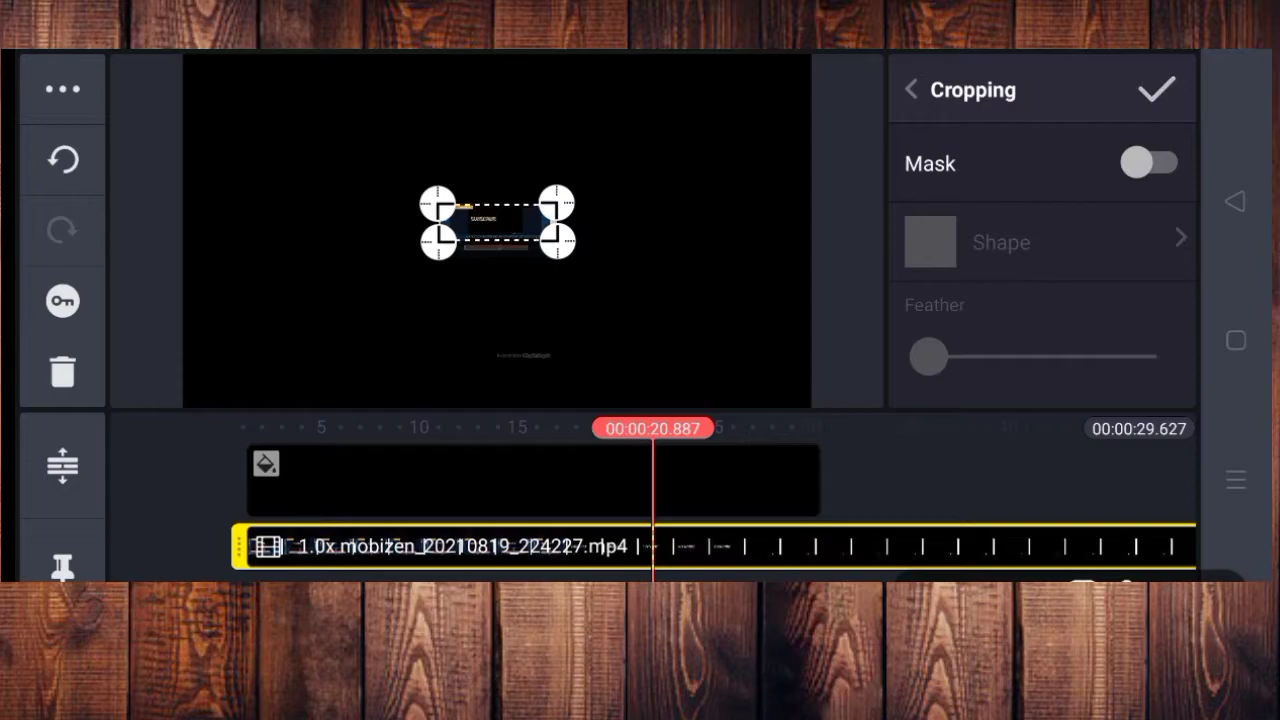 Cropping
Mask
Shape
Feather
5 10 15
00:00:20.887
5
00:00:29.627
1.0x mobizen_20210819_224227.mp4